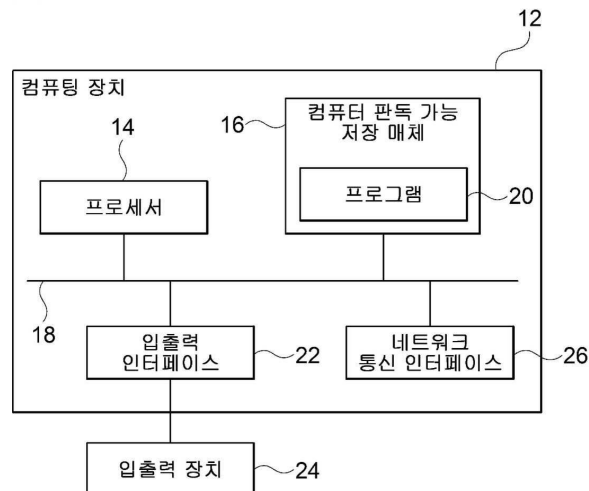 12
컴퓨팅 장치
14
16
컴퓨터 판독 가능
저장 매체
프로세서
프로그램
20
18
입출력
인터페이스
22
네트워크
통신 인터페이스
26
입출력 장치
24